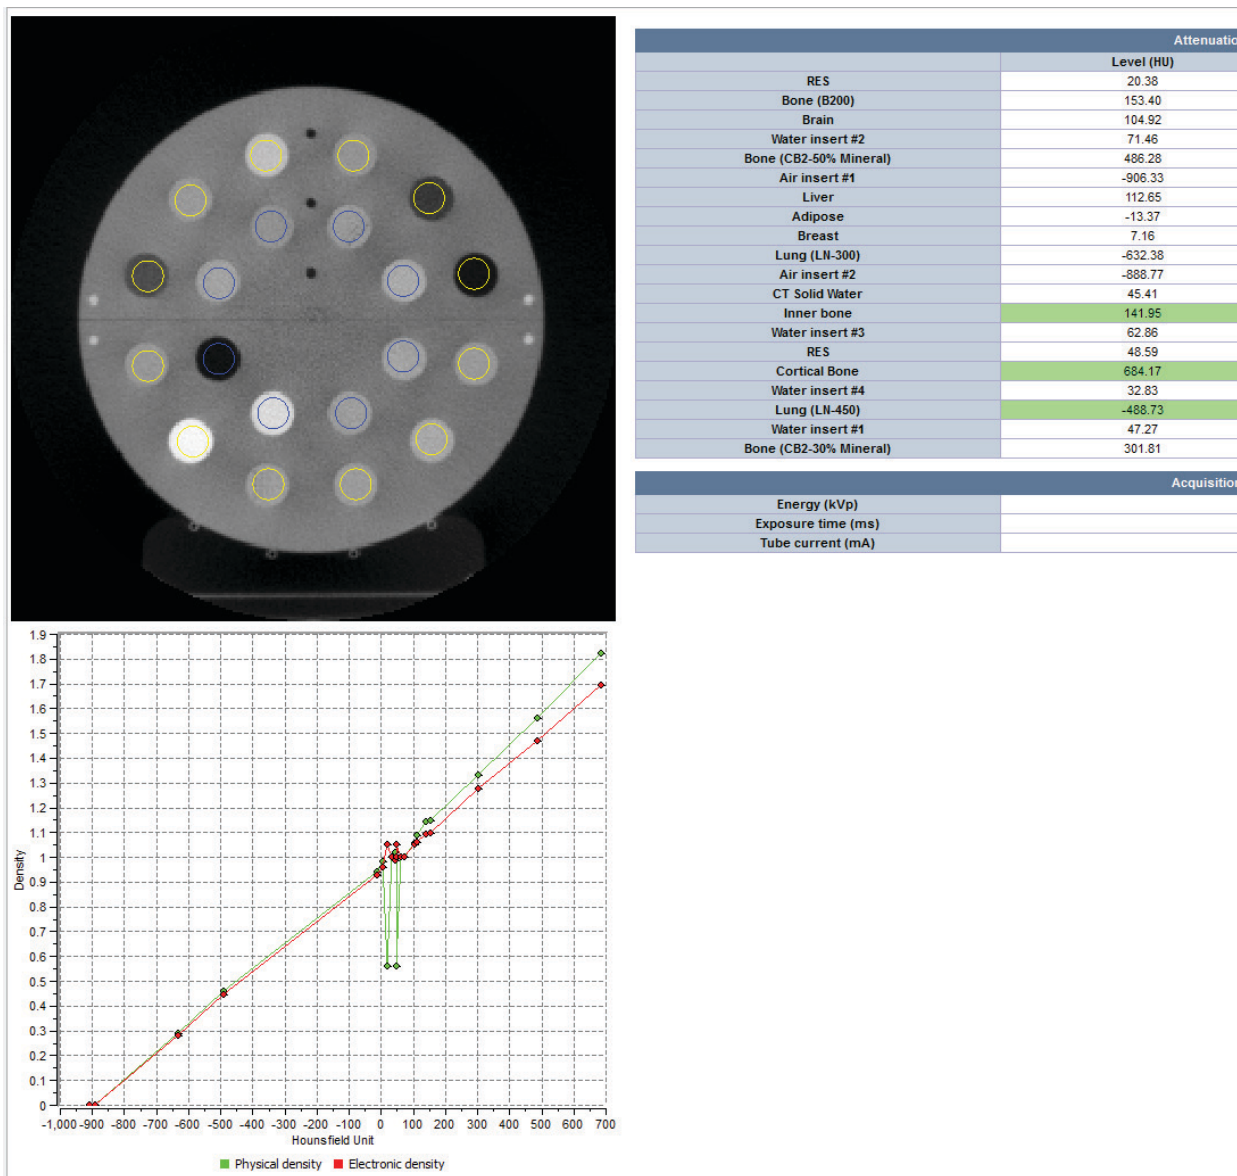 Attenuatio
Level (HU)
RES 20.38
Bone (B200) 153.40
Brain 104.92
Water insert #2 71.46
Bone (CB2-50% Mineral) 486.28
Air insert #1 -906.33
Liver 112.65
Adipose -13.37
Breast 7.16
Lung (LN-300) -632.38
Air insert #2 -888.77
CT Solid Water 45.41
Inner bone 141.95
Water insert #3 62.86
RES 48.59
Cortical Bone 684.17
Water insert #4 32.83
Lung (LN-450) -488.73
Water insert #1 47.27
Bone (CB2-30% Mineral) 301.81
Acquisition
Energy (kVp)
Exposure time (ms)
Tube current (mA)
1.9
1.8
1.7
1.6
1.5
1.4
1.3
1.2
1.1
1
0.9
0.8
0.7
0.6
0.5
0.4
0.3
0.2
0.1
0
Density
-1,000 -900 -800 -700 -600 -500 -400 -300 -200 -100 0 100 200 300 400 500 600 700
Hounsfield Unit
Physical density Electronic density